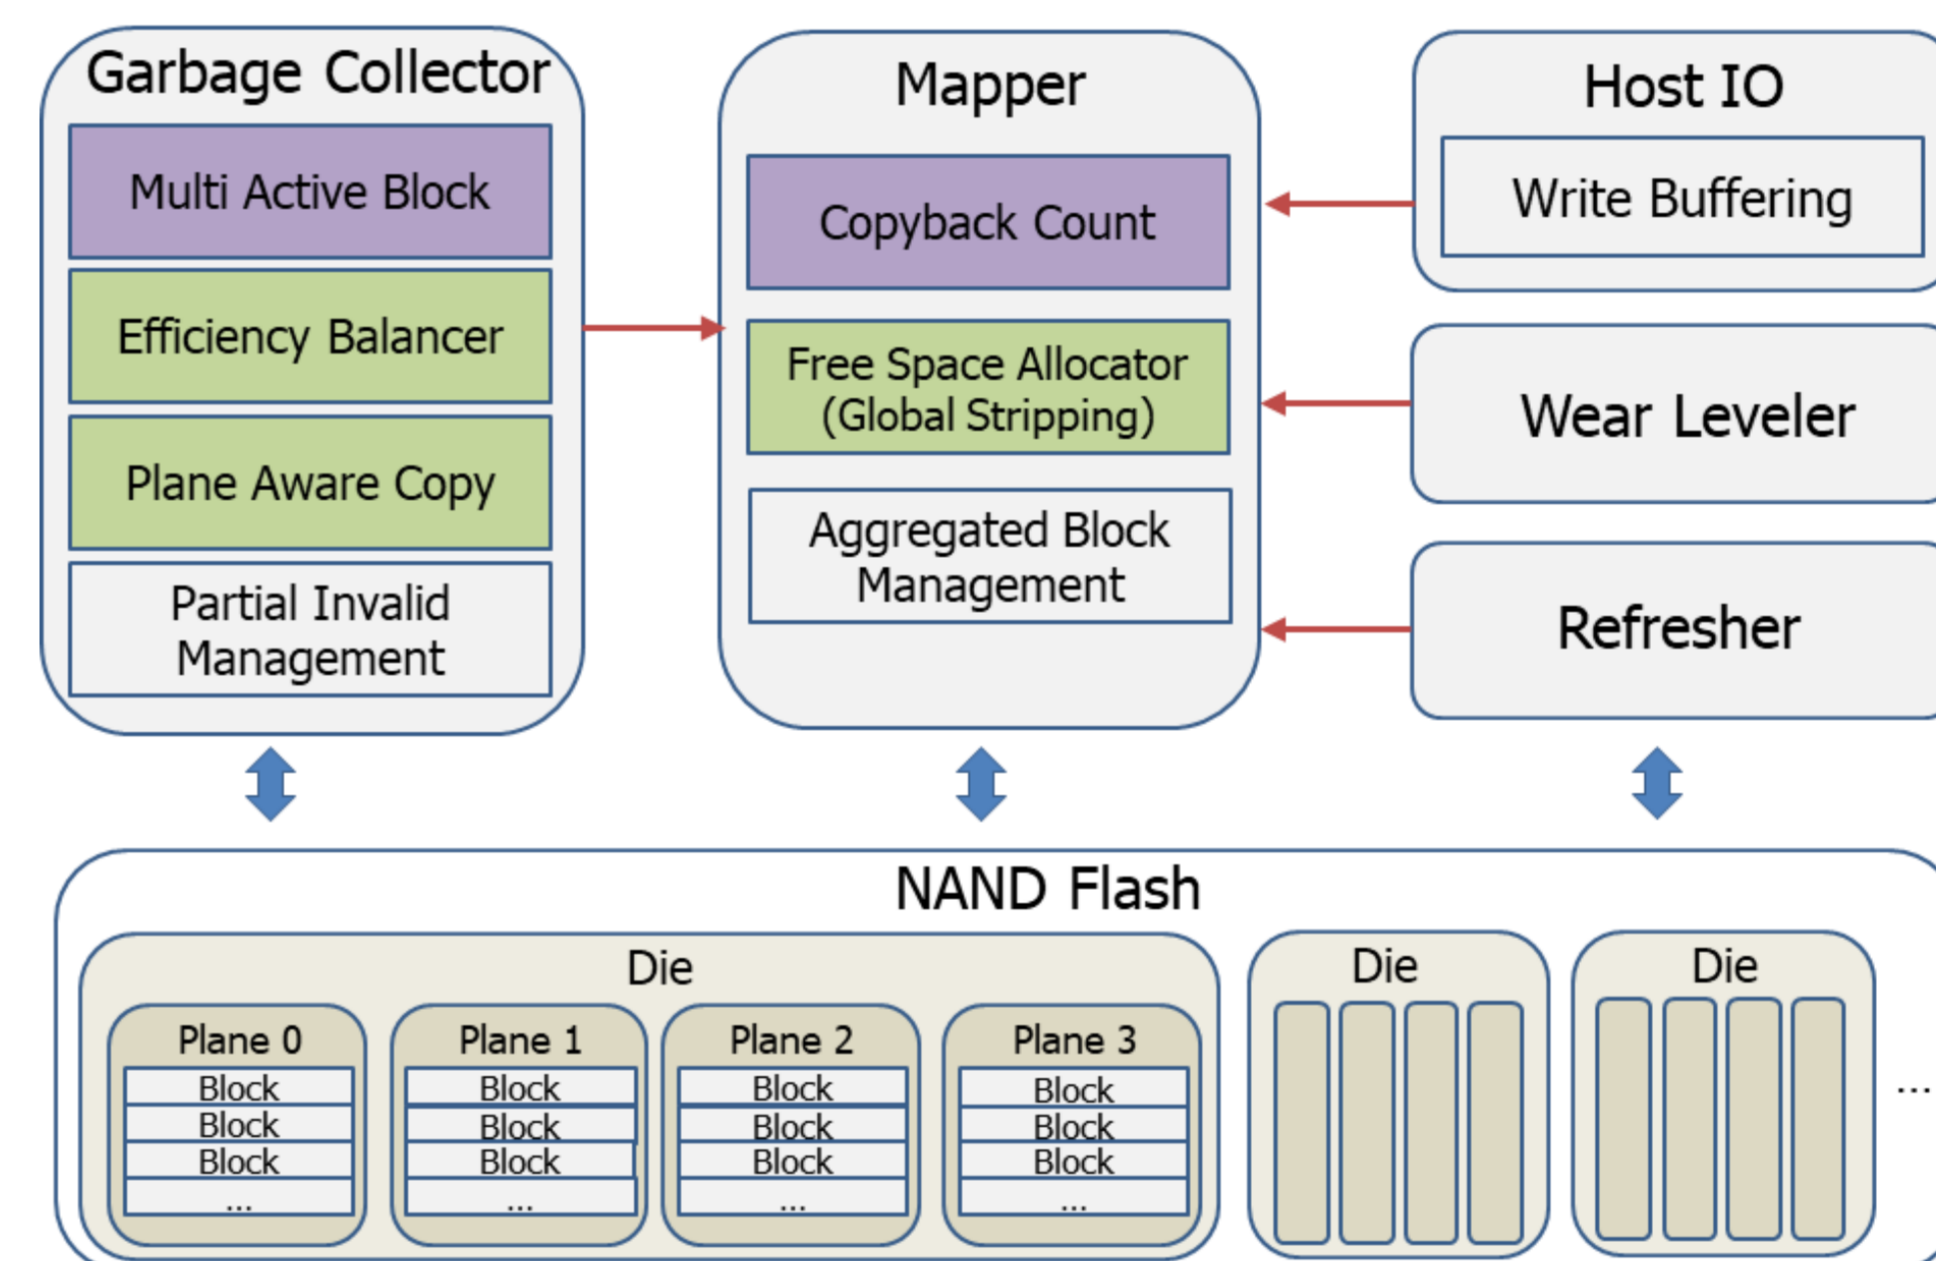 Garbage Collector
Multi Active Block
Efficiency Balancer
Plane Aware Copy
Partial Invalid
Management
Mapper
Copyback Count
Free Space Allocator
(Global Stripping)
Aggregated Block
Management
Host IO
Write Buffering
Wear Leveler
Refresher
NAND Flash
Die
Plane 0
Block
Block
Block
...
Plane 1
Block
Block
Block
...
Plane 2
Block
Block
Block
...
Plane 3
Block
Block
Block
...
Die
Die
...